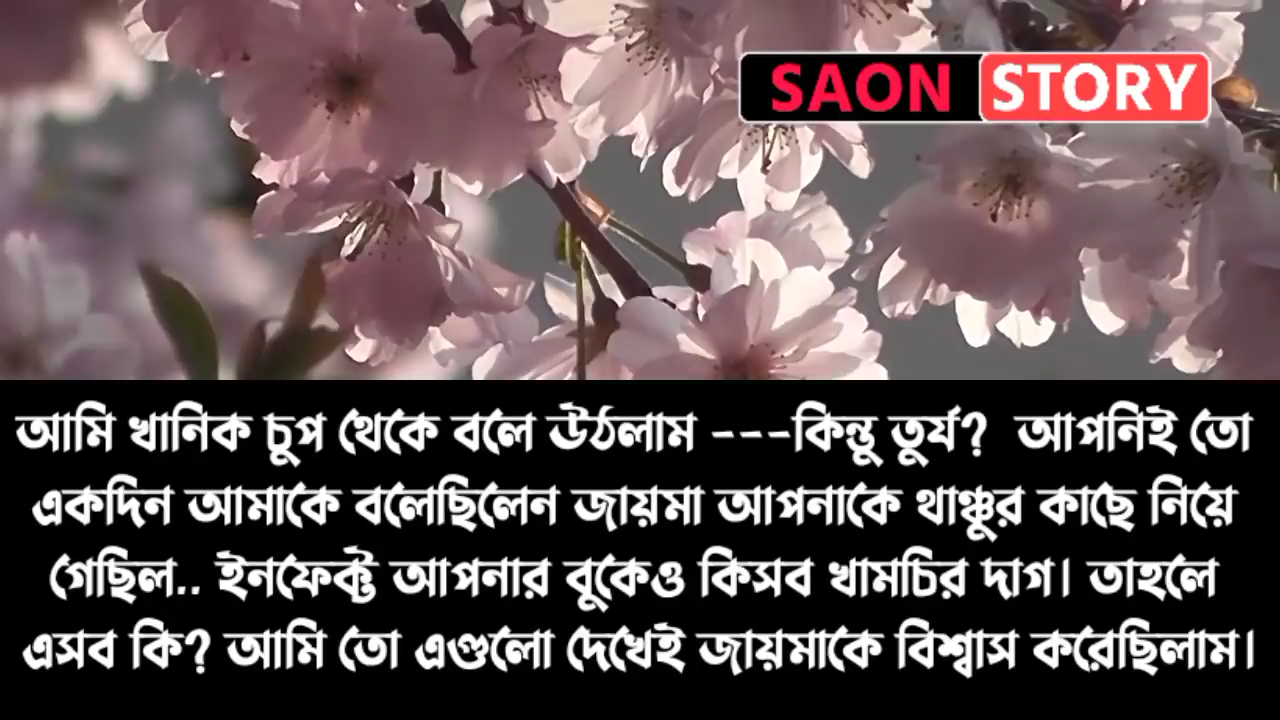 SAON STORY
আমি খানিক চুপ থেকে বলে উঠলাম ---কিন্তু তুর্য? আপনিই তো
একদিন আমাকে বলেছিলেন জায়মা আপনাকে থাঞ্চুর কাছে নিয়ে
গেছিল.. ইনফেক্ট আপনার বুকেও কিসব খামচির দাগ। তাহলে
এসব কি? আমি তো এগুলো দেখেই জায়মাকে বিশ্বাস করেছিলাম।